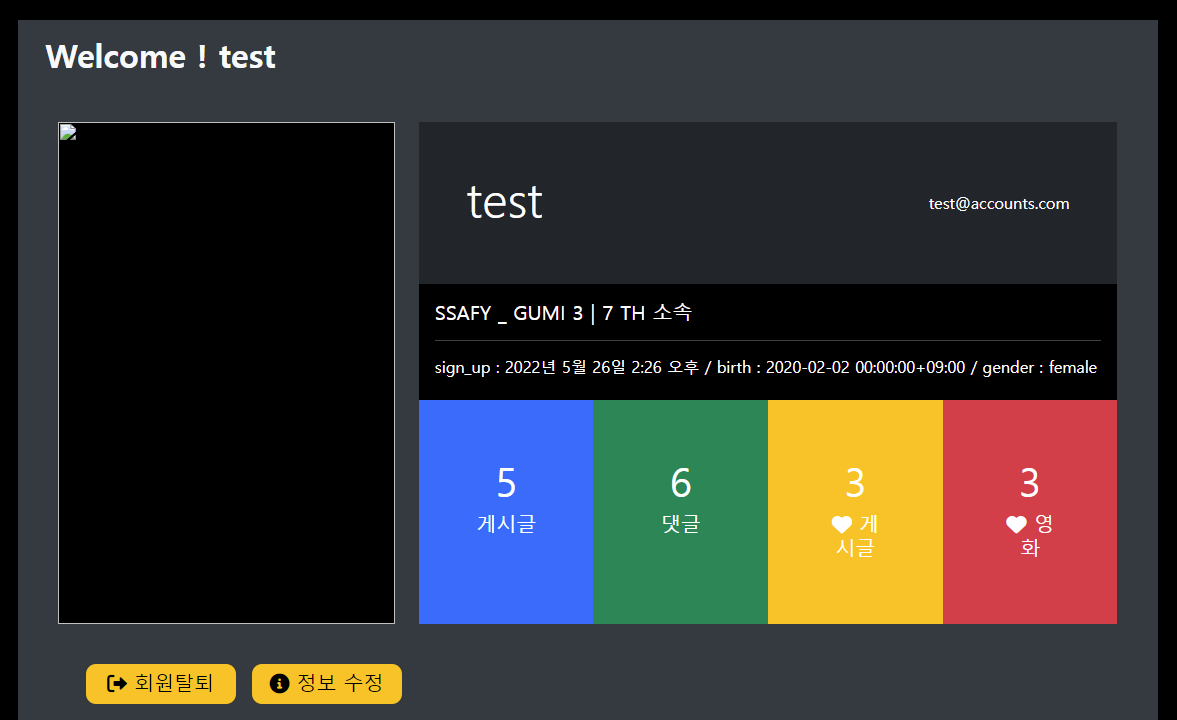 Welcome ! test
test
test@accounts.com
SSAFY _ GUMI 3 | 7 TH 소속
sign_up : 2022년 5월 26일 2:26 오후 / birth : 2020-02-02 00:00:00+09:00 / gender : female
5
게시글
6
댓글
3
게
시글
3
영
화
회원탈퇴
정보 수정